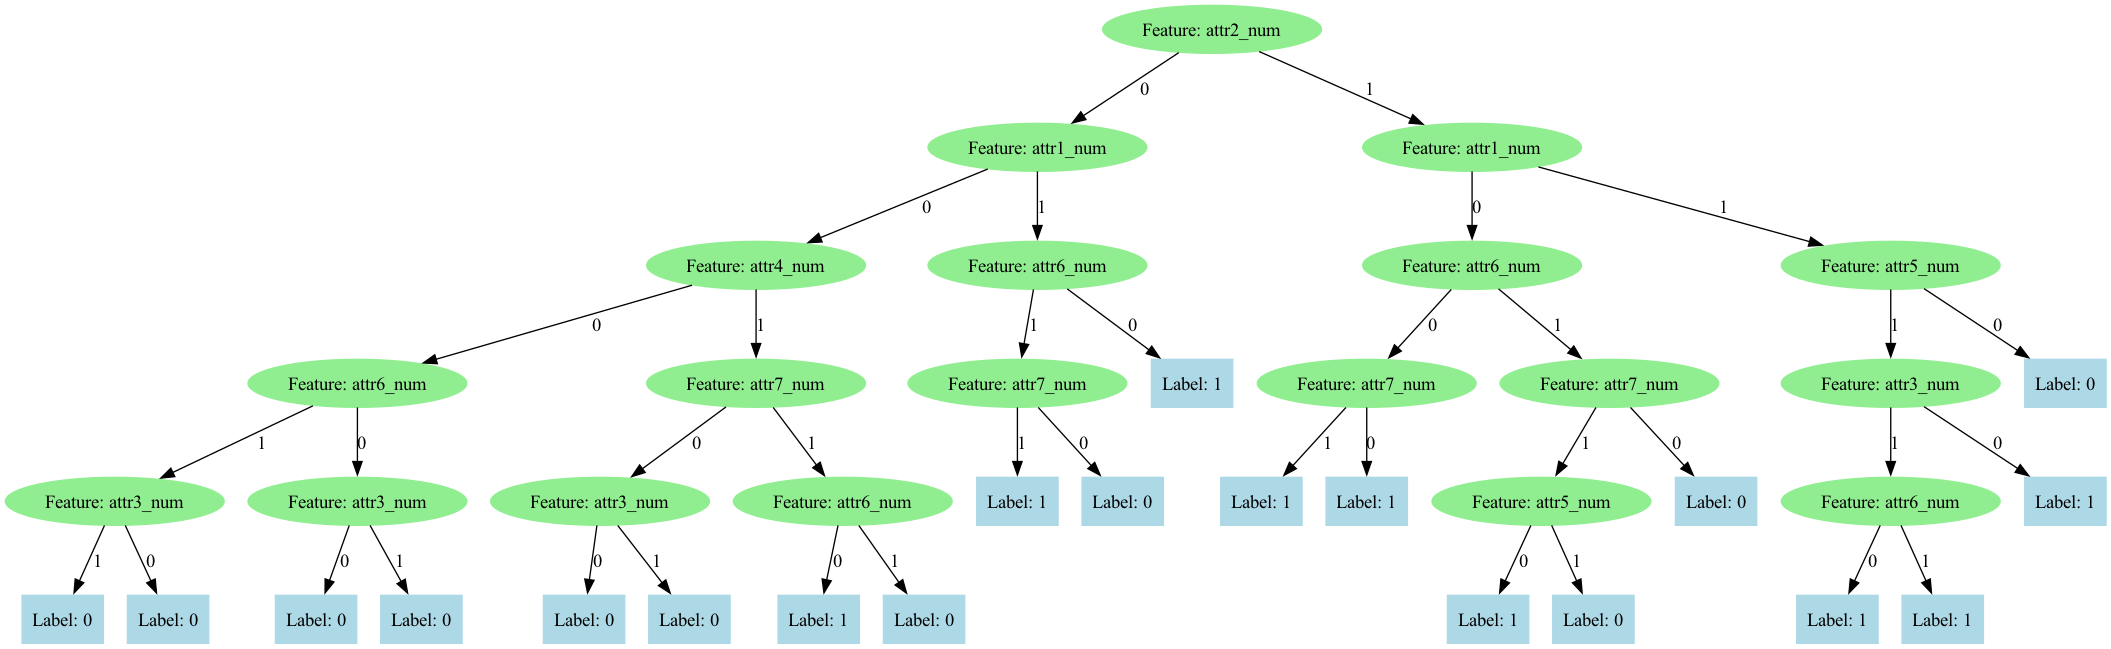 Feature: attr2_num
0
1
Feature: attr1_num
Feature: attr1_num
0
1
0
1
Feature: attr4_num
Feature: attr6_num
Feature: attr6_num
Feature: attr5_num
0
1
1
0
0
1
1
0
Feature: attr6_num
Feature: attr7_num
Feature: attr7_num
Label: 1
Feature: attr7_num
Feature: attr7_num
Feature: attr3_num
Label: 0
1
0
0
1
1
0
1
0
1
0
1
0
Feature: attr3_num
Feature: attr3_num
Feature: attr3_num
Feature: attr6_num
Label: 1
Label: 0
Label: 1
Label: 1
Feature: attr5_num
Label: 0
Feature: attr6_num
Label: 1
1
0
0
1
0
1
0
1
0
1
0
1
Label: 0
Label: 0
Label: 0
Label: 0
Label: 0
Label: 0
Label: 1
Label: 0
Label: 1
Label: 0
Label: 1
Label: 1